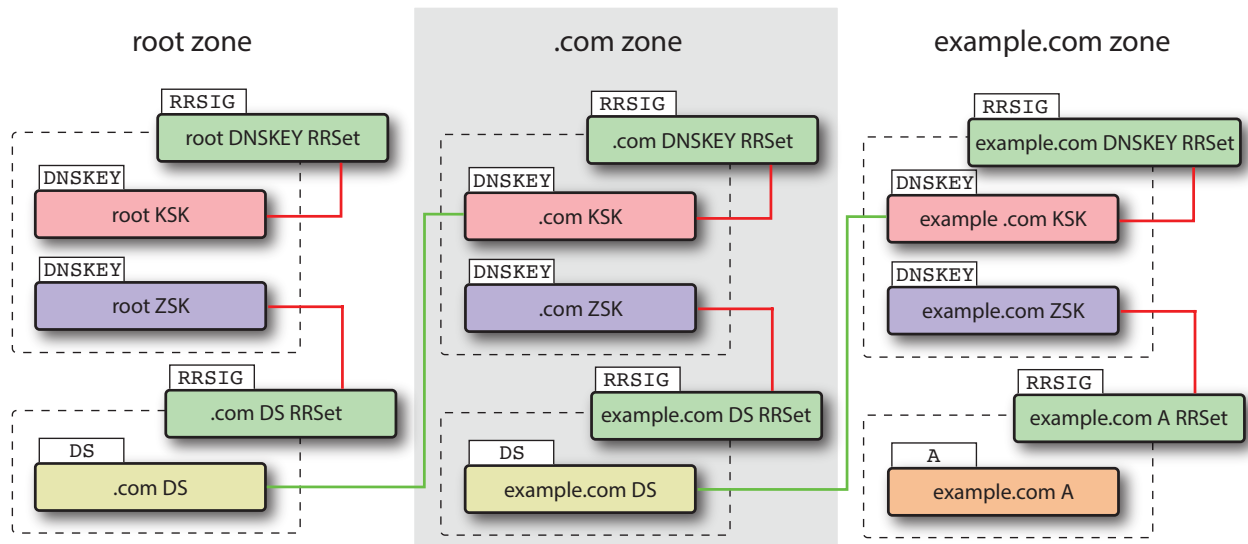 root zone
RRSIG
root DNSKEY RRSet
DNSKEY
root KSK
DNSKEY
root ZSK
RRSIG
.com DS RRSet
DS
.com DS
.com zone
RRSIG
.com DNSKEY RRSet
DNSKEY
.com KSK
DNSKEY
.com ZSK
RRSIG
example.com DS RRSet
DS
example.com DS
example.com zone
RRSIG
example.com DNSKEY RRSet
DNSKEY
example .com KSK
DNSKEY
example.com ZSK
RRSIG
example.com A RRSet
A
example.com A